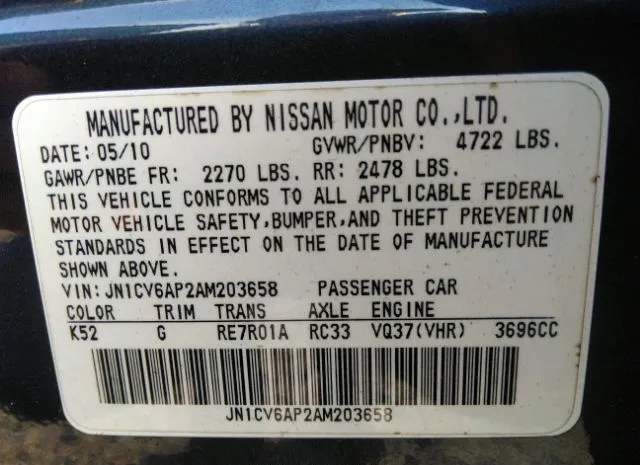 MANUFACTURED BY NISSAN MOTOR CO.,LTD.
DATE: 05/10 GVWR/PNBV: 4722 LBS.
GAWR/PNBE FR: 2270 LBS. RR: 2478 LBS.
THIS VEHICLE CONFORMS TO ALL APPLICABLE FEDERAL
MOTOR VEHICLE SAFETY,BUMPER,AND THEFT PREVENTION
STANDARDS IN EFFECT ON THE DATE OF MANUFACTURE
SHOWN ABOVE.
VIN: JN1CV6AP2AM203658 PASSENGER CAR
COLOR TRIM TRANS AXLE ENGINE
K52 G RE7R01A RC33 VQ37(VHR) 3696CC
JN1CV6AP2AM203658